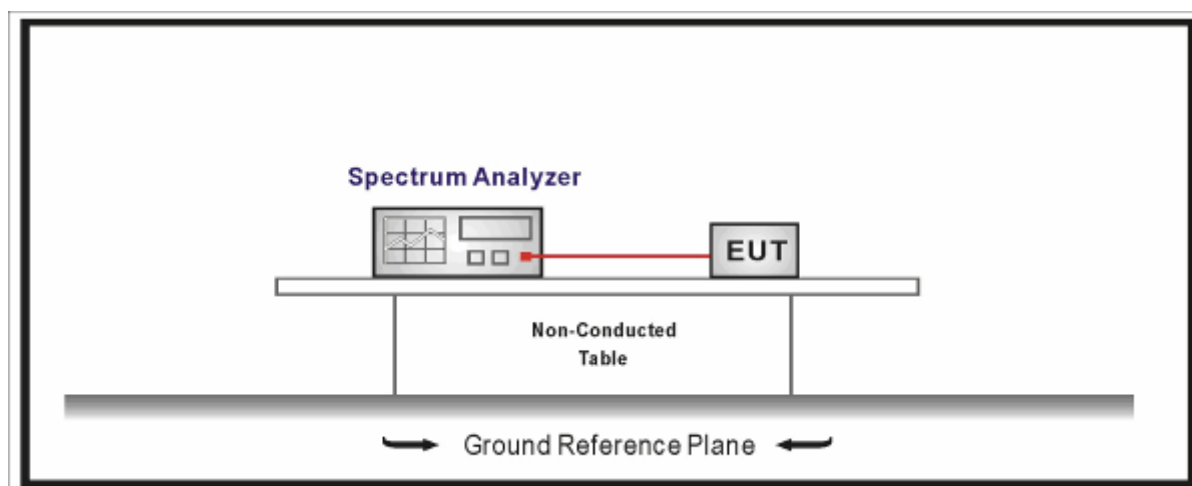 Spectrum Analyzer
EUT
Non-Conducted
Table
Ground Reference Plane